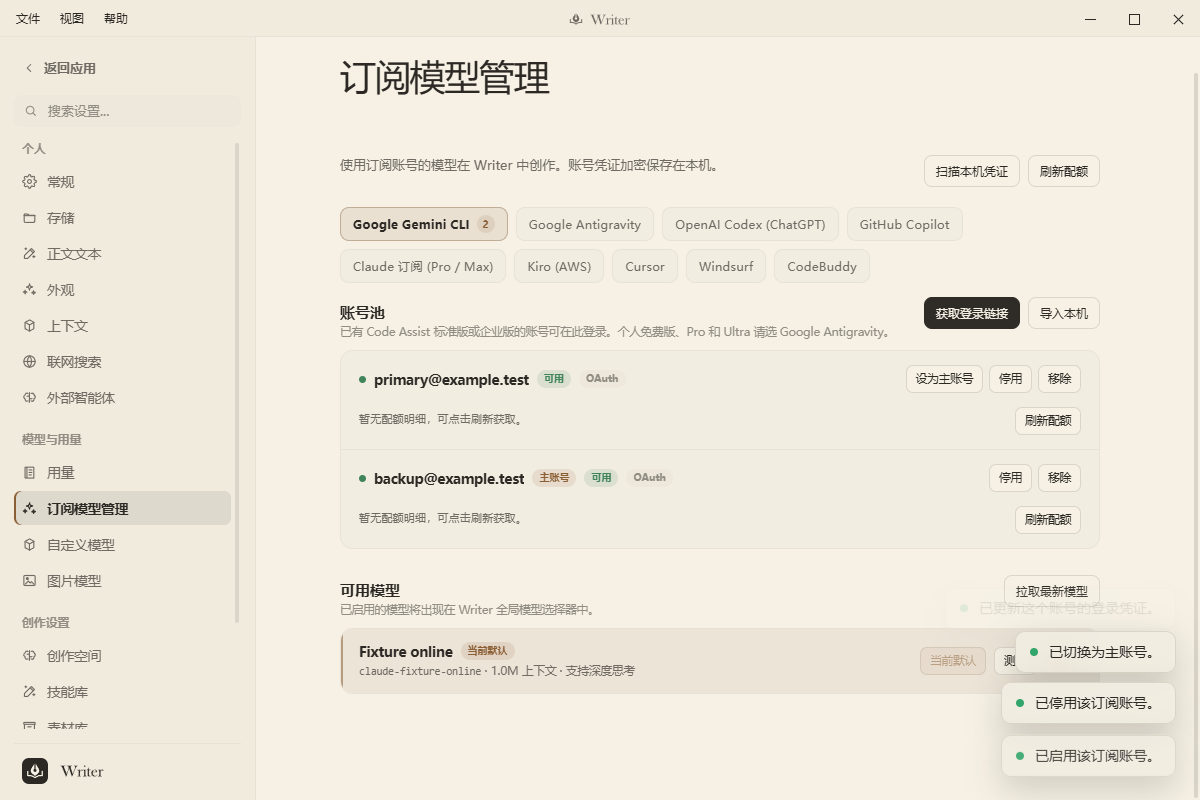 文件 视图 帮助
Writer
返回应用
搜索设置...
个人
常规
存储
正文文本
外观
上下文
联网搜索
外部智能体
模型与用量
用量
订阅模型管理
自定义模型
图片模型
创作设置
创作空间
技能库
素材库
Writer
订阅模型管理
使用订阅账号的模型在 Writer 中创作。账号凭证加密保存在本机。
扫描本机凭证 刷新配额
Google Gemini CLI 2 Google Antigravity OpenAI Codex (ChatGPT) GitHub Copilot
Claude 订阅 (Pro / Max) Kiro (AWS) Cursor Windsurf CodeBuddy
账号池
已有 Code Assist 标准版或企业版的账号可在此登录。个人免费版、Pro 和 Ultra 请选 Google Antigravity。
获取登录链接 导入本机
primary@example.test 可用 OAuth 设为主账号 停用 移除
暂无配额明细，可点击刷新获取。 刷新配额
backup@example.test 主账号 可用 OAuth 停用 移除
暂无配额明细，可点击刷新获取。 刷新配额
可用模型
已启用的模型将出现在 Writer 全局模型选择器中。
拉取最新模型
已更新这个账号的登录凭证。
Fixture online 当前默认
claude-fixture-online · 1.0M 上下文 · 支持深度思考
当前默认 测
已切换为主账号。
已停用该订阅账号。
已启用该订阅账号。